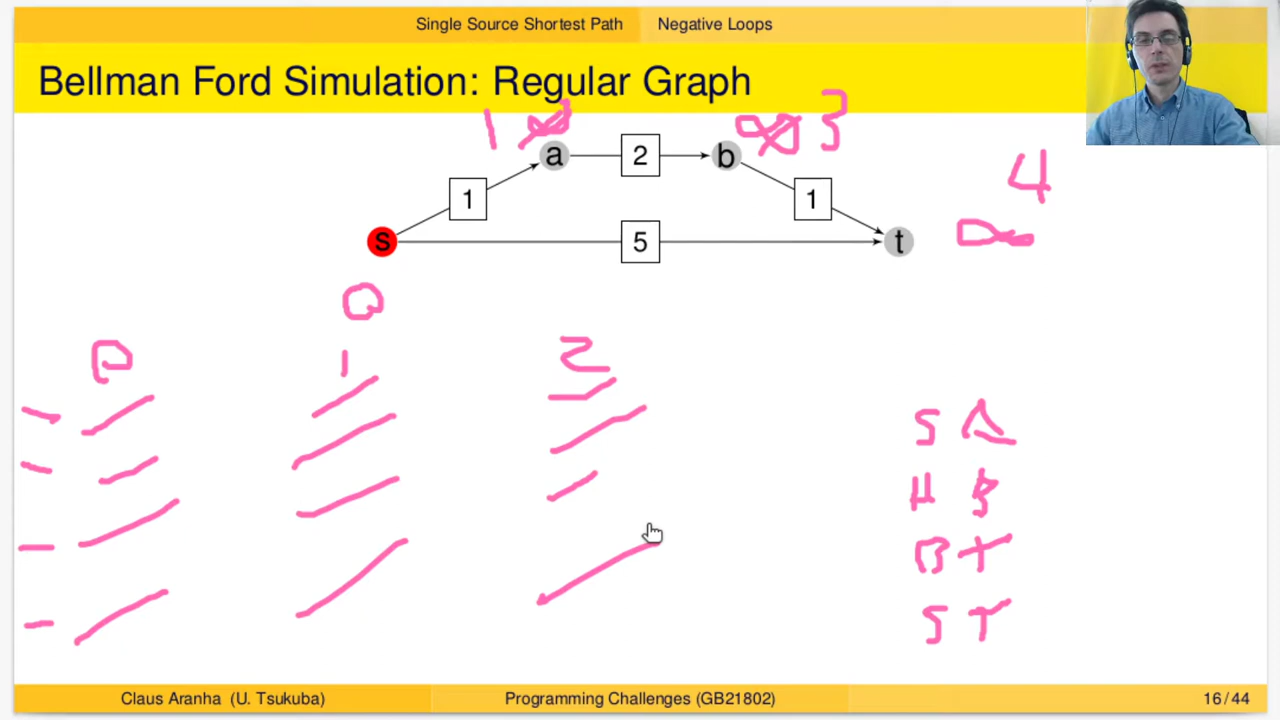 Single Source Shortest Path Negative Loops
Bellman Ford Simulation: Regular Graph
1 ∞ ∞ 3
a 2 b
4
1 1
s 5 t ∞
0
0 1 2
S A
A B
B T
S T
Claus Aranha (U. Tsukuba) Programming Challenges (GB21802) 16/44